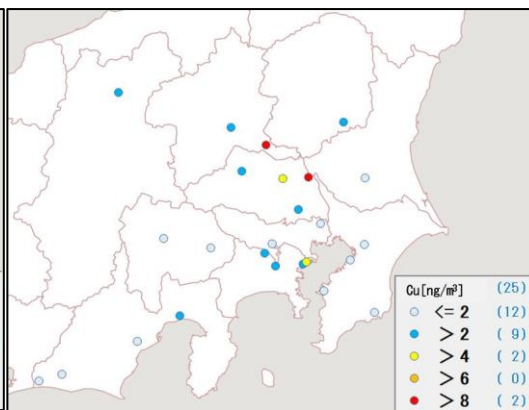 Cu[ng/m³] (25)
<= 2 (12)
> 2 ( 9)
> 4 ( 2)
> 6 ( 0)
> 8 ( 2)